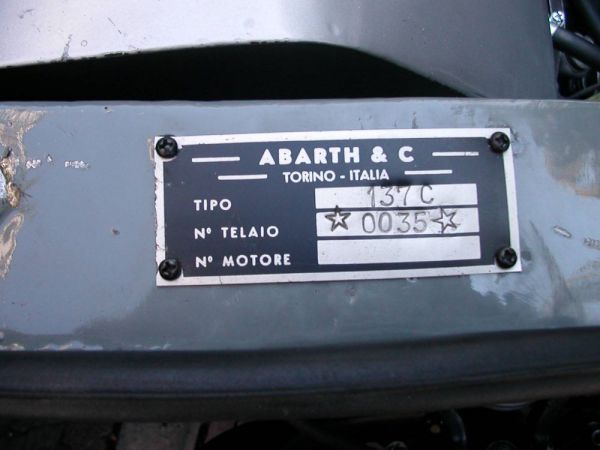 ABARTH & C
TORINO - ITALIA
TIPO 137 C
Nº TELAIO ☆ 0035 ☆
Nº MOTORE